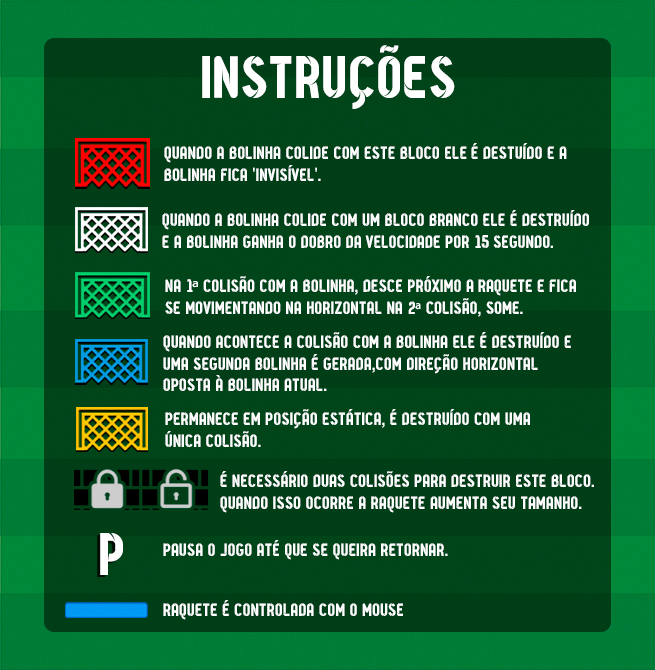 INSTRUÇÕES
QUANDO A BOLINHA COLIDE COM ESTE BLOCO ELE É DESTUÍDO E A
BOLINHA FICA 'INVISÍVEL'.
QUANDO A BOLINHA COLIDE COM UM BLOCO BRANCO ELE É DESTRUÍDO
E A BOLINHA GANHA O DOBRO DA VELOCIDADE POR 15 SEGUNDO.
NA 1ª COLISÃO COM A BOLINHA, DESCE PRÓXIMO A RAQUETE E FICA
SE MOVIMENTANDO NA HORIZONTAL NA 2ª COLISÃO, SOME.
QUANDO ACONTECE A COLISÃO COM A BOLINHA ELE É DESTRUÍDO E
UMA SEGUNDA BOLINHA É GERADA,COM DIREÇÃO HORIZONTAL
OPOSTA À BOLINHA ATUAL.
PERMANECE EM POSIÇÃO ESTÁTICA, É DESTRUÍDO COM UMA
ÚNICA COLISÃO.
É NECESSÁRIO DUAS COLISÕES PARA DESTRUIR ESTE BLOCO.
QUANDO ISSO OCORRE A RAQUETE AUMENTA SEU TAMANHO.
P
PAUSA O JOGO ATÉ QUE SE QUEIRA RETORNAR.
RAQUETE É CONTROLADA COM O MOUSE